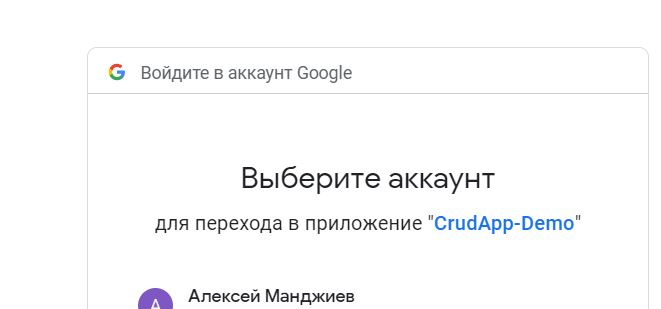 Войдите в аккаунт Google
Выберите аккаунт
для перехода в приложение "CrudApp-Demo"
А
Алексей Манджиев